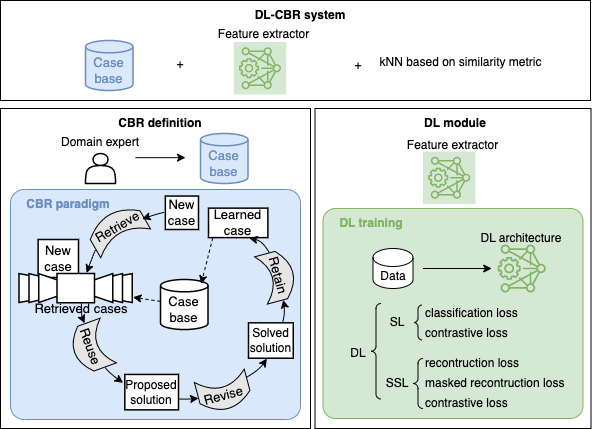 DL-CBR system
Case
base
+
Feature extractor
+
kNN based on similarity metric
CBR definition
Domain expert
Case
base
CBR paradigm
New
case
Retrieve
Learned
case
New
case
Retrieved cases
Case
base
Retain
Reuse
Solved
solution
Proposed
solution
Revise
DL module
Feature extractor
DL training
DL architecture
Data
DL
SL
classification loss
contrastive loss
SSL
recontruction loss
masked recontruction loss
contrastive loss